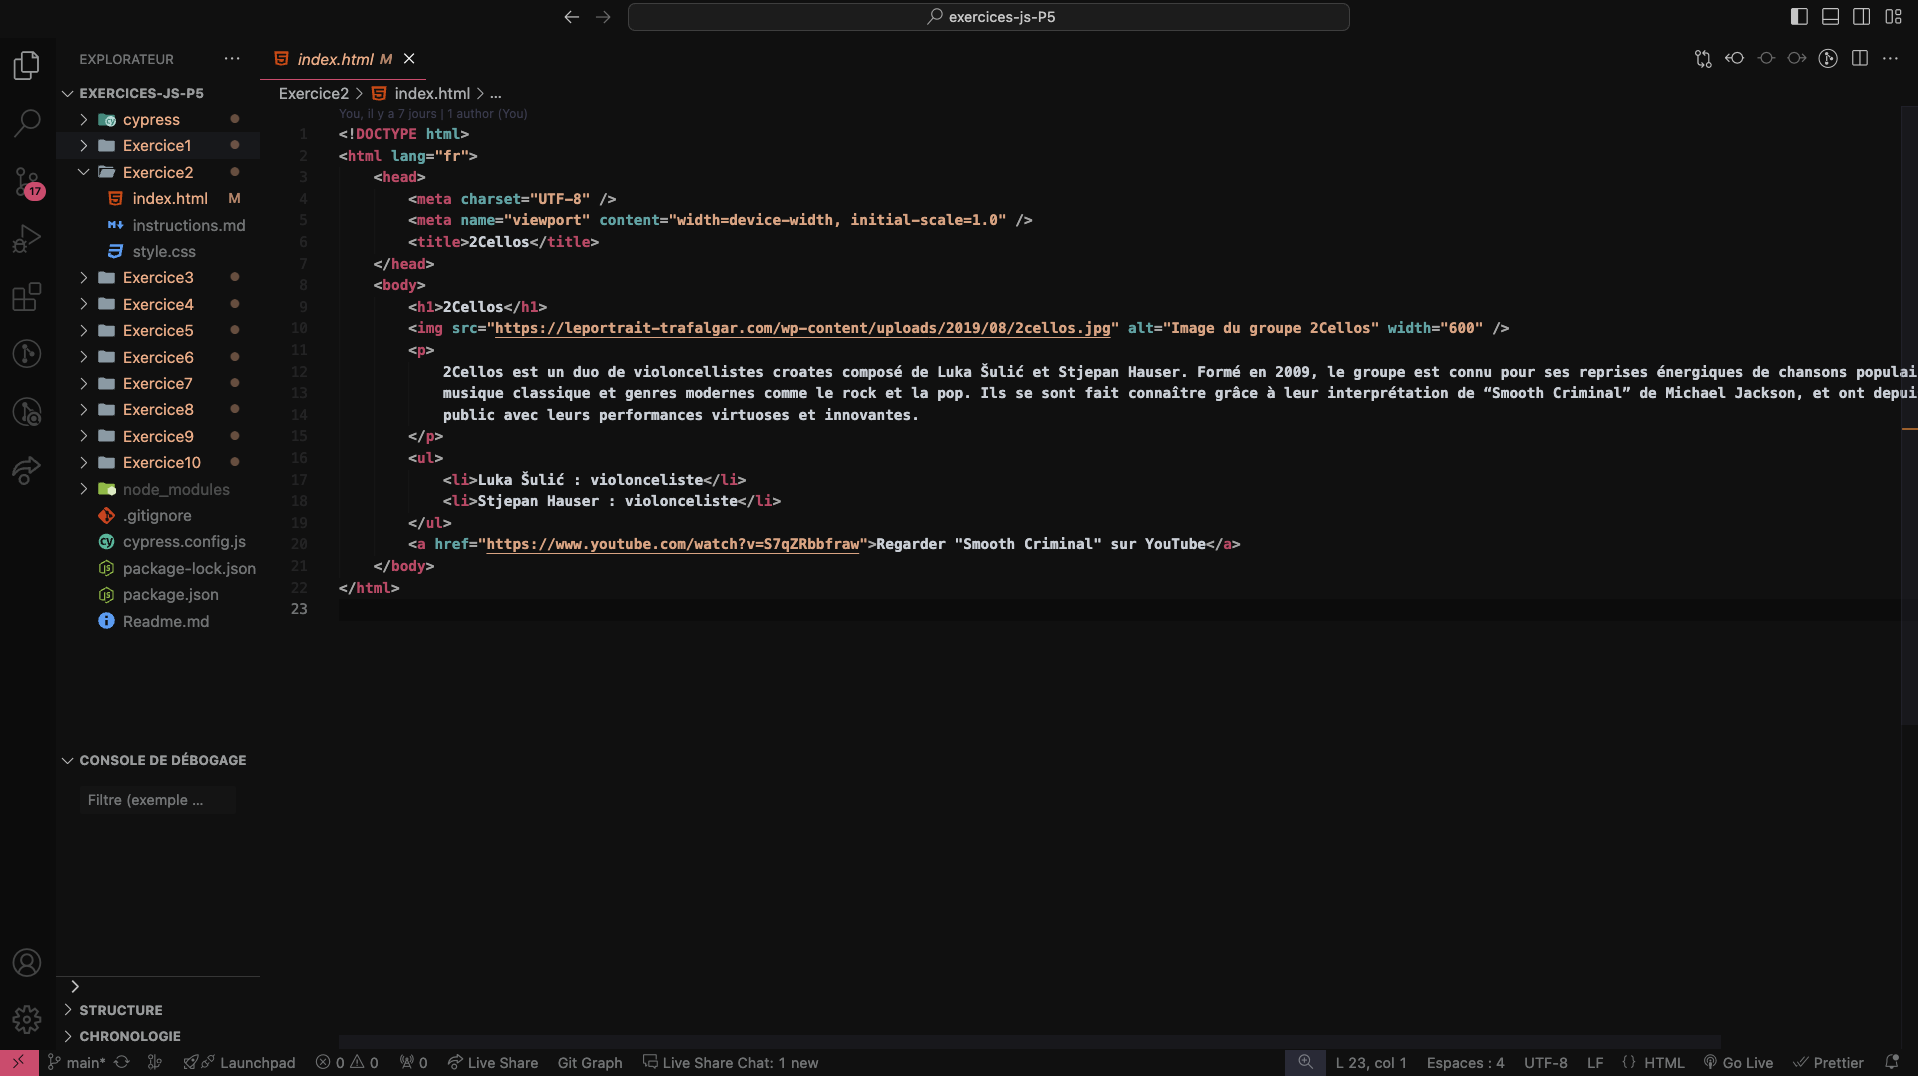 exercices-js-P5
EXPLORATEUR
index.html M
EXERCICES-JS-P5
cypress
Exercice1
Exercice2
index.html M
instructions.md
style.css
Exercice3
Exercice4
Exercice5
Exercice6
Exercice7
Exercice8
Exercice9
Exercice10
node_modules
.gitignore
cypress.config.js
package-lock.json
package.json
Readme.md
17
CONSOLE DE DÉBOGAGE
Filtre (exemple ...
STRUCTURE
CHRONOLOGIE
Exercice2 > index.html > ...
You, il y a 7 jours | 1 author (You)
1 <!DOCTYPE html>
2 <html lang="fr">
3 <head>
4 <meta charset="UTF-8" />
5 <meta name="viewport" content="width=device-width, initial-scale=1.0" />
6 <title>2Cellos</title>
7 </head>
8 <body>
9 <h1>2Cellos</h1>
10 <img src="https://leportrait-trafalgar.com/wp-content/uploads/2019/08/2cellos.jpg" alt="Image du groupe 2Cellos" width="600" />
11 <p>
12 2Cellos est un duo de violoncellistes croates composé de Luka Šulić et Stjepan Hauser. Formé en 2009, le groupe est connu pour ses reprises énergiques de chansons populai
13 musique classique et genres modernes comme le rock et la pop. Ils se sont fait connaître grâce à leur interprétation de “Smooth Criminal” de Michael Jackson, et ont depui
14 public avec leurs performances virtuoses et innovantes.
15 </p>
16 <ul>
17 <li>Luka Šulić : violonceliste</li>
18 <li>Stjepan Hauser : violonceliste</li>
19 </ul>
20 <a href="https://www.youtube.com/watch?v=S7qZRbbfraw">Regarder "Smooth Criminal" sur YouTube</a>
21 </body>
22 </html>
23
main* Launchpad 0 0 0 Live Share Git Graph Live Share Chat: 1 new L 23, col 1 Espaces : 4 UTF-8 LF {} HTML Go Live Prettier